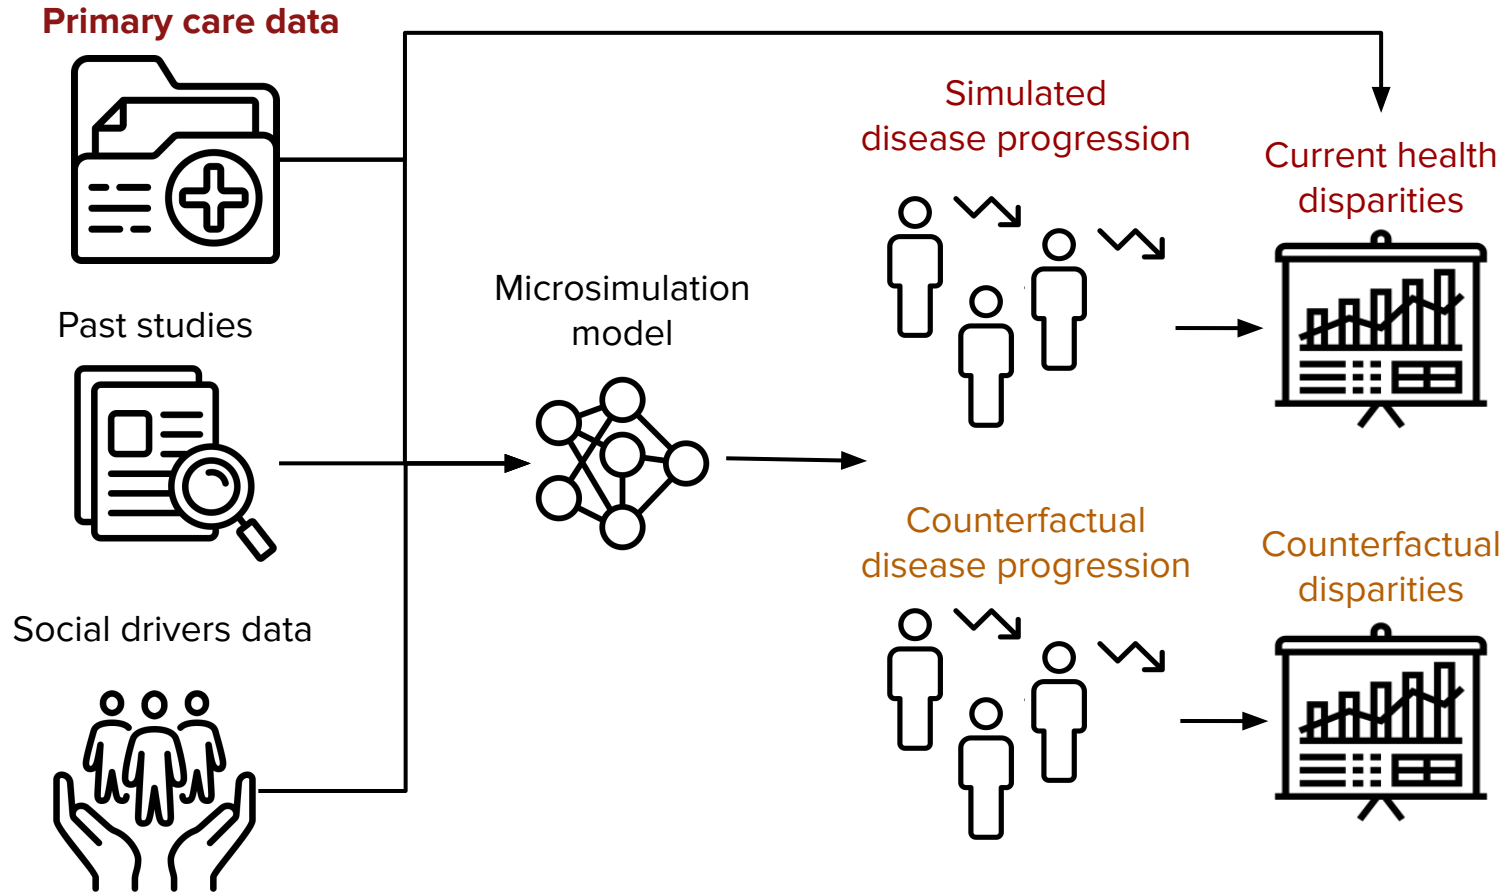 Primary care data
Past studies
Social drivers data
Microsimulation
model
Simulated
disease progression
Current health
disparities
Counterfactual
disease progression
Counterfactual
disparities